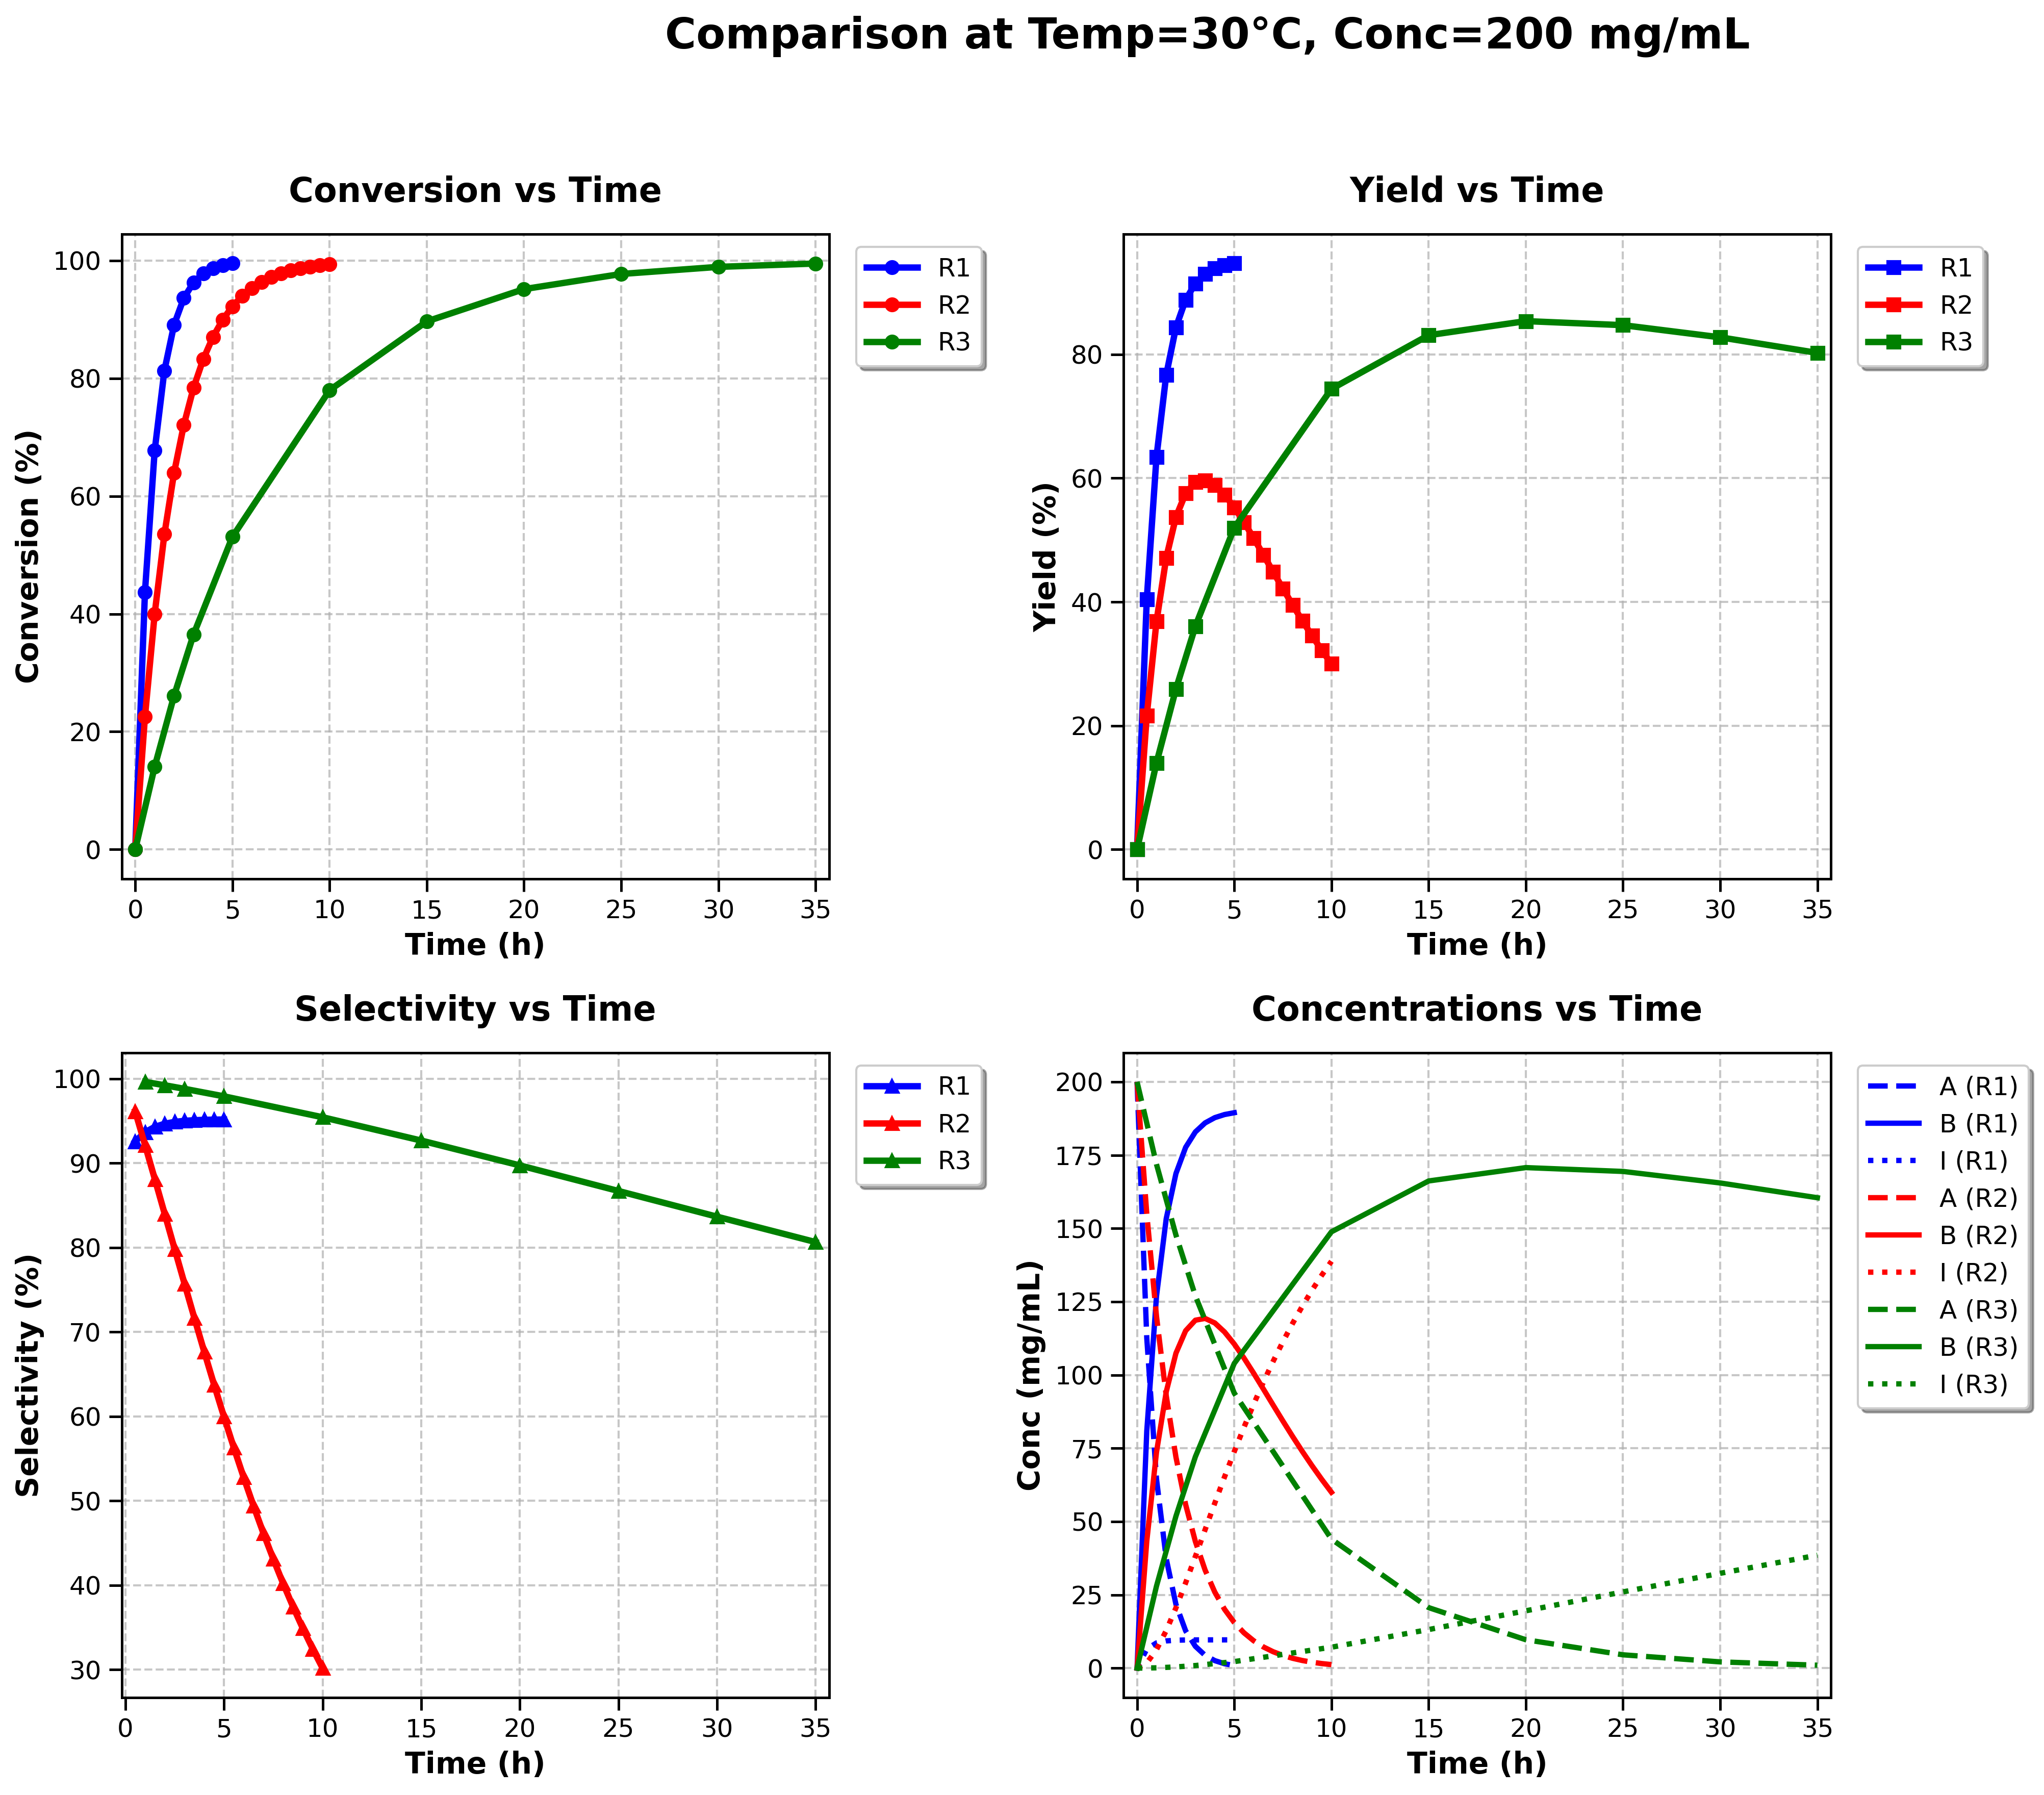 Comparison at Temp=30°C, Conc=200 mg/mL
Conversion vs Time
100
80
60
40
20
0
Conversion (%)
0 5 10 15 20 25 30 35
Time (h)
R1
R2
R3
Yield vs Time
80
60
40
20
0
Yield (%)
0 5 10 15 20 25 30 35
Time (h)
R1
R2
R3
Selectivity vs Time
100
90
80
70
60
50
40
30
Selectivity (%)
0 5 10 15 20 25 30 35
Time (h)
R1
R2
R3
Concentrations vs Time
200
175
150
125
100
75
50
25
0
Conc (mg/mL)
0 5 10 15 20 25 30 35
Time (h)
A (R1)
B (R1)
I (R1)
A (R2)
B (R2)
I (R2)
A (R3)
B (R3)
I (R3)